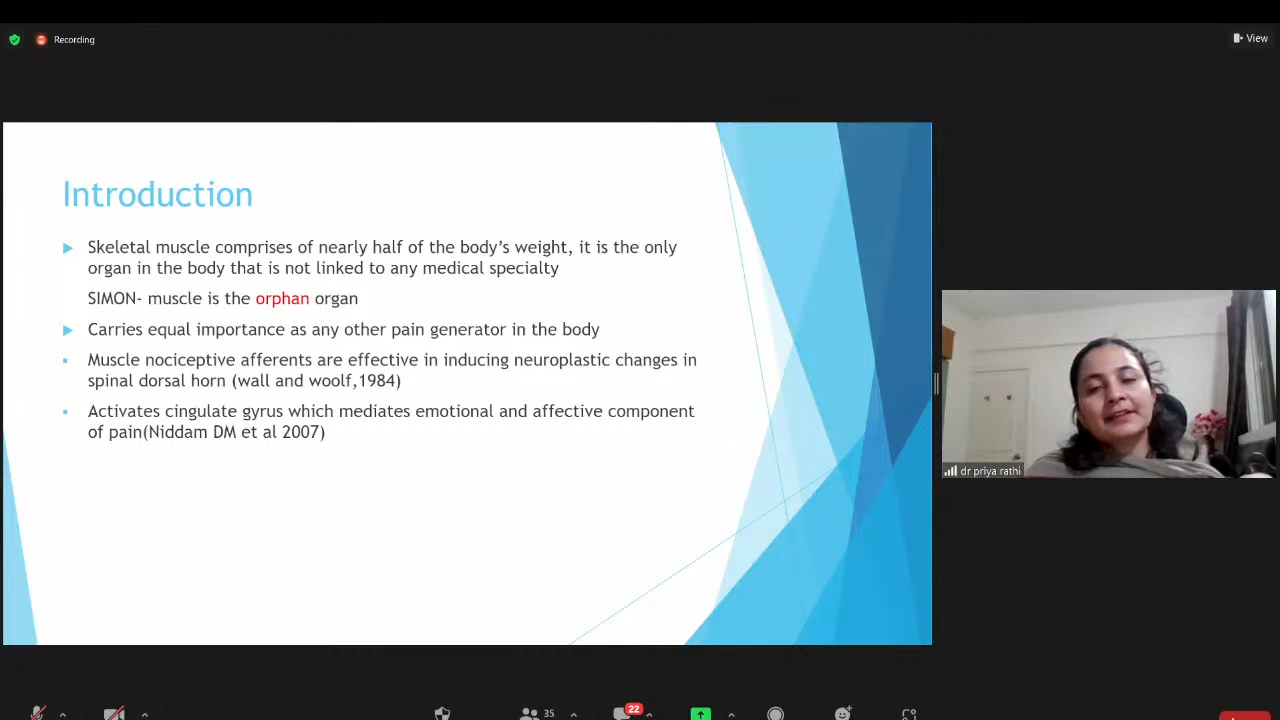 Recording
View
Introduction
Skeletal muscle comprises of nearly half of the body's weight, it is the only
organ in the body that is not linked to any medical specialty
SIMON- muscle is the orphan organ
Carries equal importance as any other pain generator in the body
Muscle nociceptive afferents are effective in inducing neuroplastic changes in
spinal dorsal horn (wall and woolf,1984)
Activates cingulate gyrus which mediates emotional and affective component
of pain(Niddam DM et al 2007)
dr priya rathi
35
22